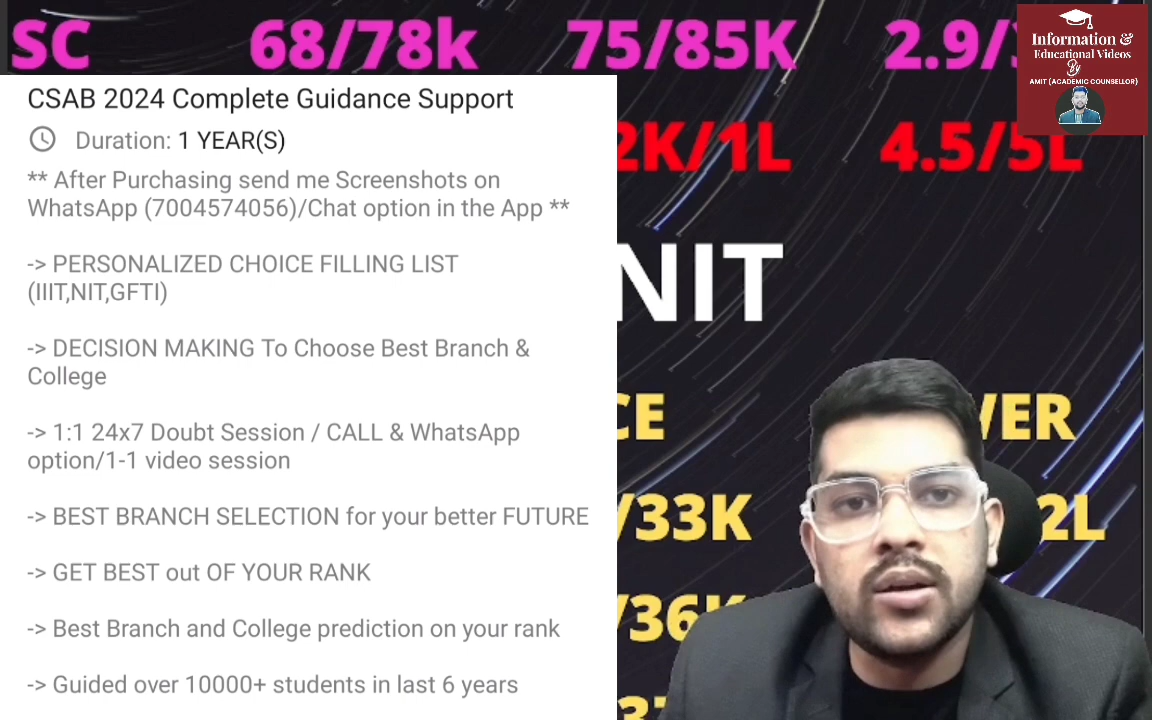 SC 68/78k 75/85K 2.9/
Information &
Educational Videos
By
AMIT (ACADEMIC COUNSELLOR)
CSAB 2024 Complete Guidance Support
Duration: 1 YEAR(S)
** After Purchasing send me Screenshots on
WhatsApp (7004574056)/Chat option in the App **
-> PERSONALIZED CHOICE FILLING LIST
(IIIT,NIT,GFTI)
-> DECISION MAKING To Choose Best Branch &
College
-> 1:1 24x7 Doubt Session / CALL & WhatsApp
option/1-1 video session
-> BEST BRANCH SELECTION for your better FUTURE
-> GET BEST out OF YOUR RANK
-> Best Branch and College prediction on your rank
-> Guided over 10000+ students in last 6 years
2K/1L 4.5/5L
NIT
CE VER
/33K 2L
/36K